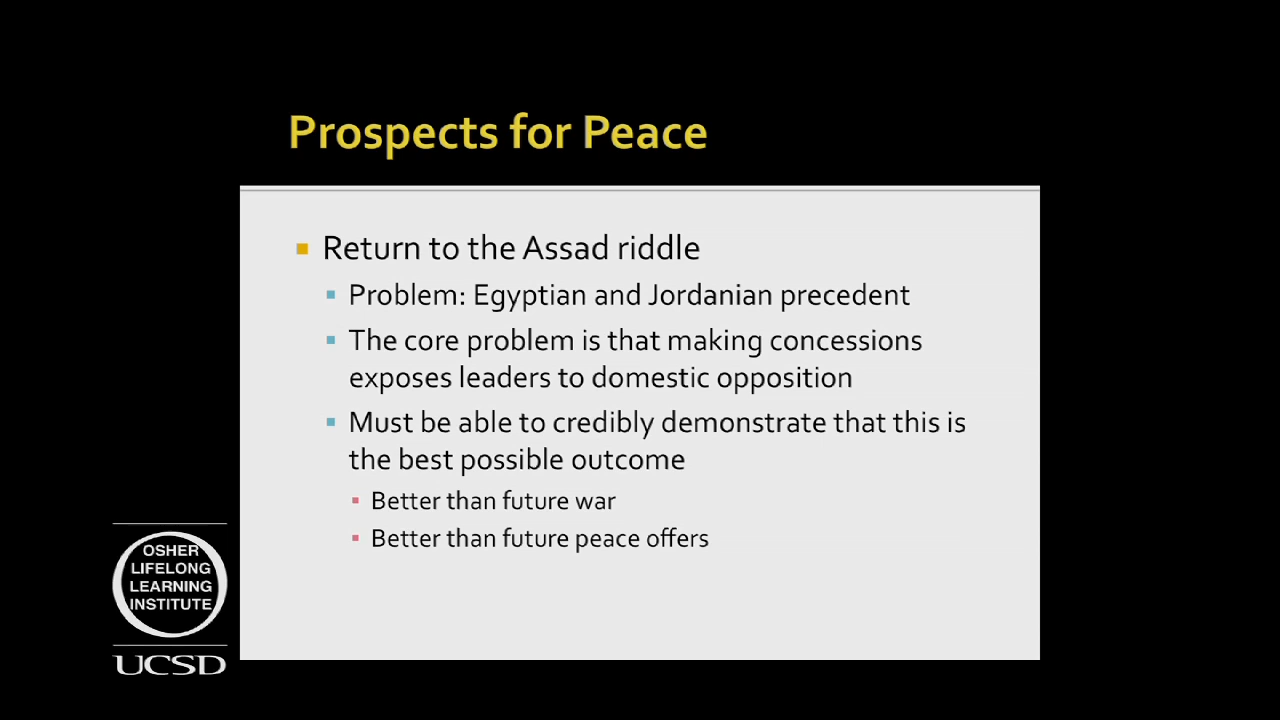 Prospects for Peace
Return to the Assad riddle
Problem: Egyptian and Jordanian precedent
The core problem is that making concessions
exposes leaders to domestic opposition
Must be able to credibly demonstrate that this is
the best possible outcome
Better than future war
Better than future peace offers
OSHER
LIFELONG
LEARNING
INSTITUTE
UCSD